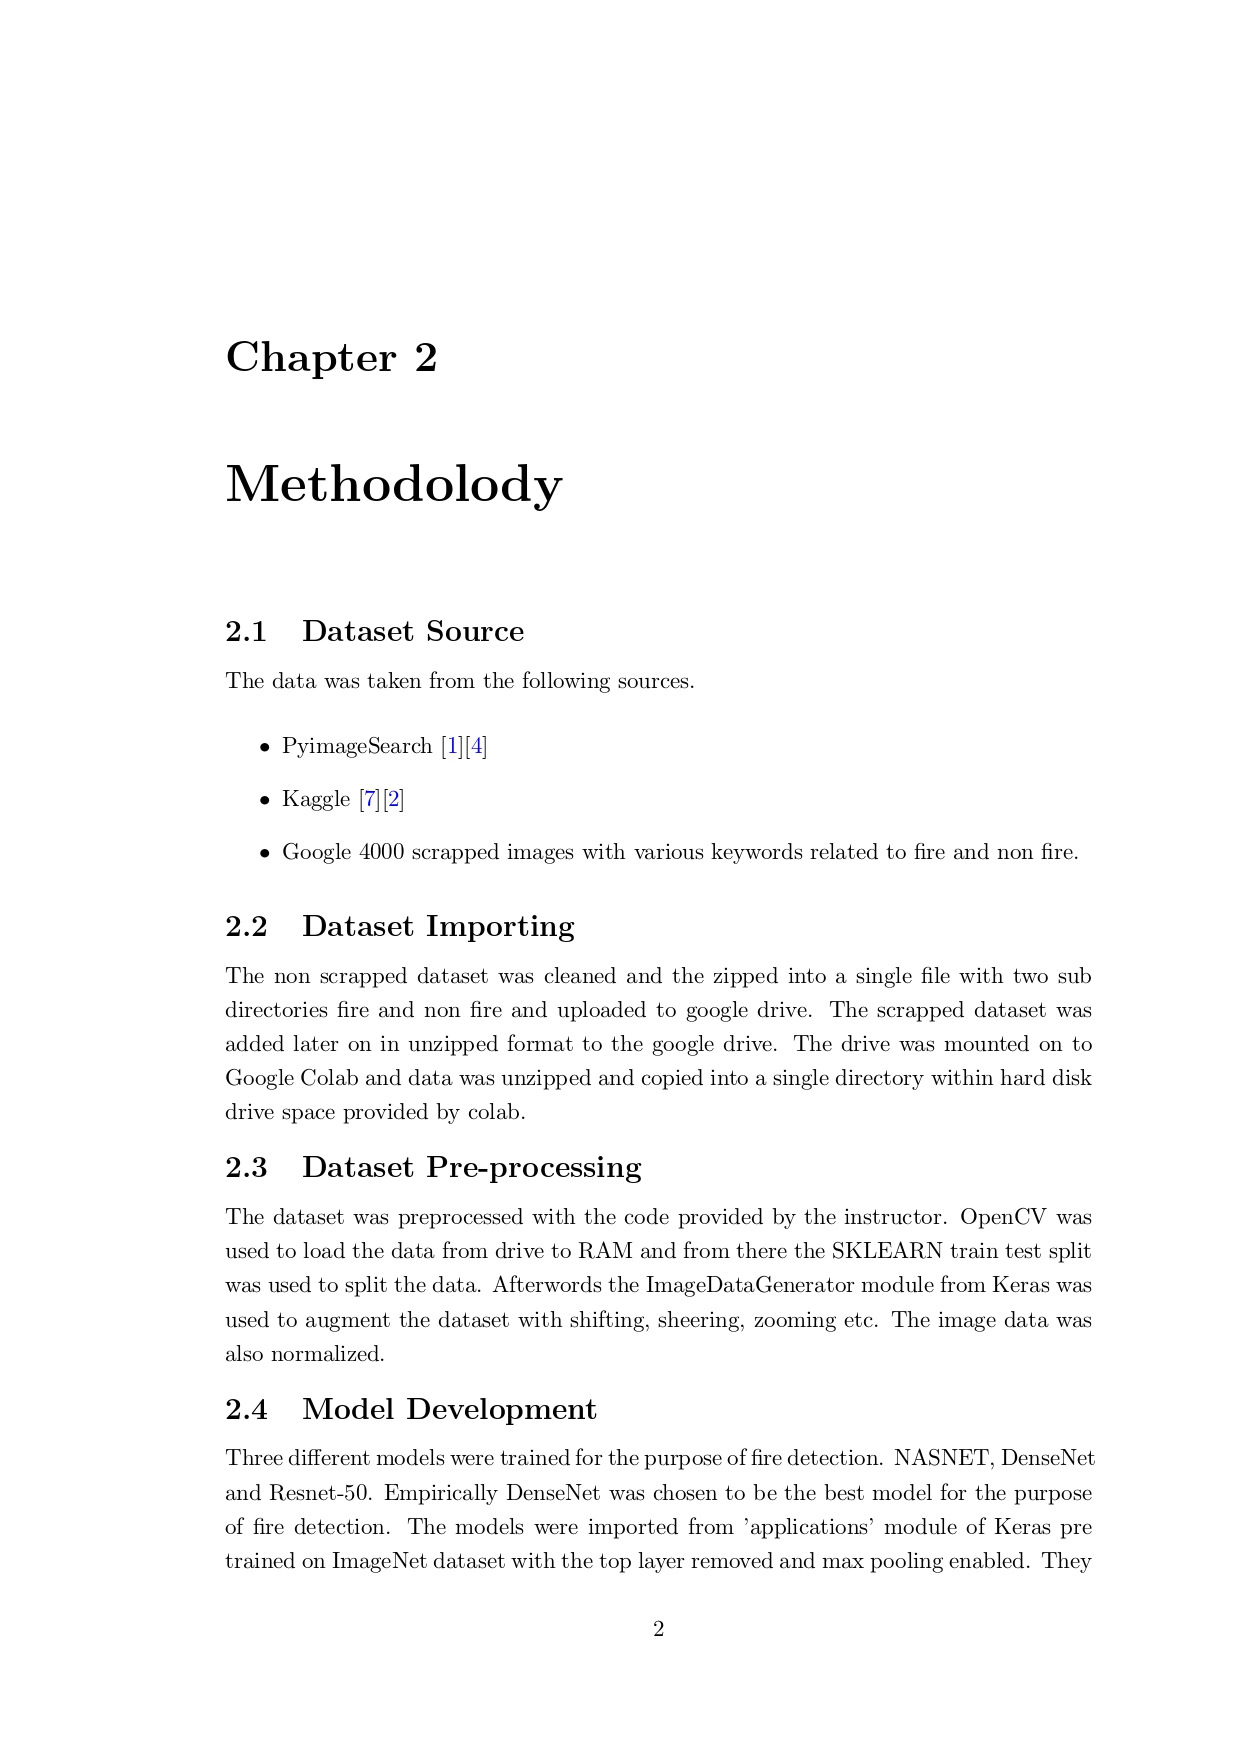 Chapter 2
Methodolody
2.1 Dataset Source
The data was taken from the following sources.
• PyimageSearch [1][4]
• Kaggle [7][2]
• Google 4000 scrapped images with various keywords related to fire and non fire.
2.2 Dataset Importing
The non scrapped dataset was cleaned and the zipped into a single file with two sub
directories fire and non fire and uploaded to google drive. The scrapped dataset was
added later on in unzipped format to the google drive. The drive was mounted on to
Google Colab and data was unzipped and copied into a single directory within hard disk
drive space provided by colab.
2.3 Dataset Pre-processing
The dataset was preprocessed with the code provided by the instructor. OpenCV was
used to load the data from drive to RAM and from there the SKLEARN train test split
was used to split the data. Afterwords the ImageDataGenerator module from Keras was
used to augment the dataset with shifting, sheering, zooming etc. The image data was
also normalized.
2.4 Model Development
Three different models were trained for the purpose of fire detection. NASNET, DenseNet
and Resnet-50. Empirically DenseNet was chosen to be the best model for the purpose
of fire detection. The models were imported from ’applications’ module of Keras pre
trained on ImageNet dataset with the top layer removed and max pooling enabled. They
2